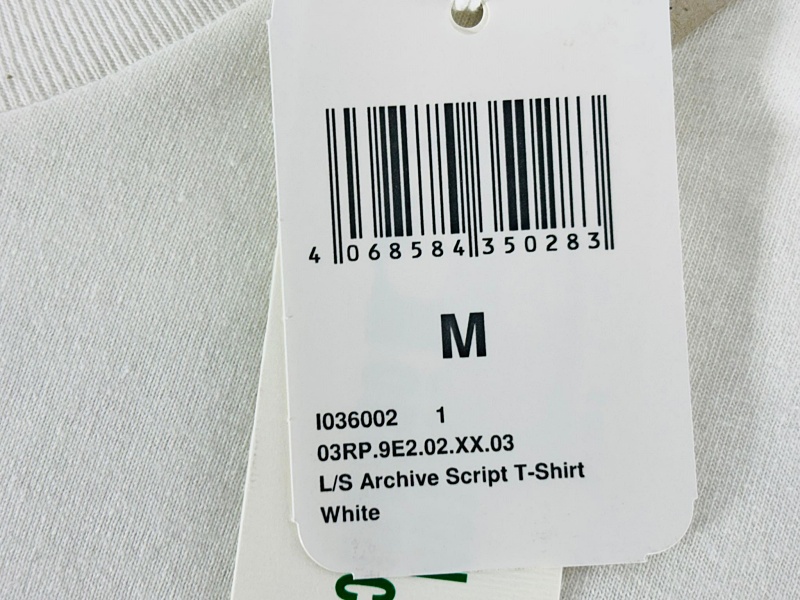 4 068584 350283
M
I036002 1
03RP.9E2.02.XX.03
L/S Archive Script T-Shirt
White